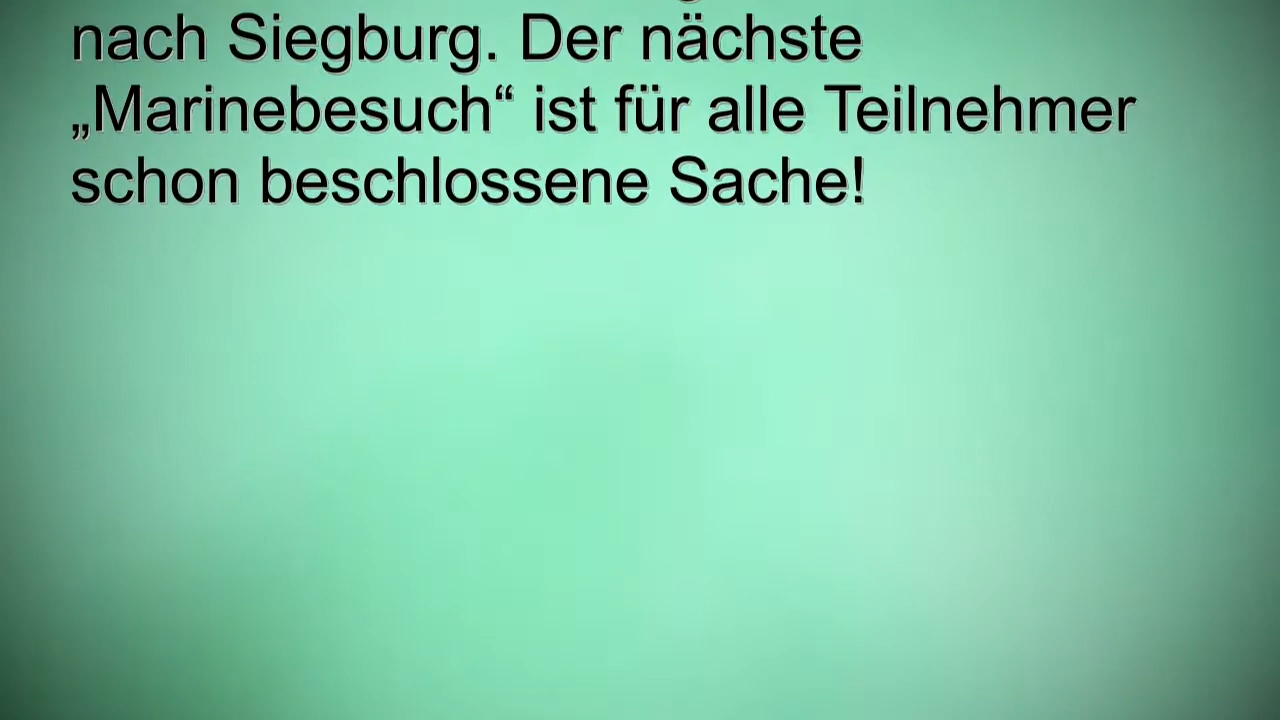 nach Siegburg. Der nächste
„Marinebesuch“ ist für alle Teilnehmer
schon beschlossene Sache!